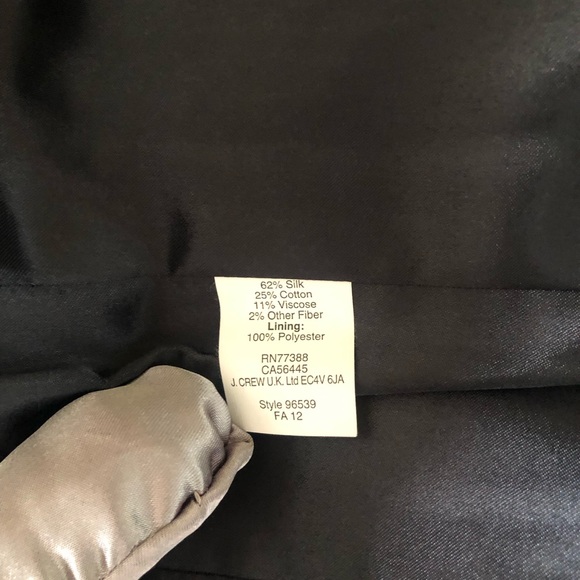 62% Silk
25% Cotton
11% Viscose
2% Other Fiber
Lining:
100% Polyester
RN77388
CA56445
J. CREW U.K. Ltd EC4V 6JA
Style 96539
FA 12